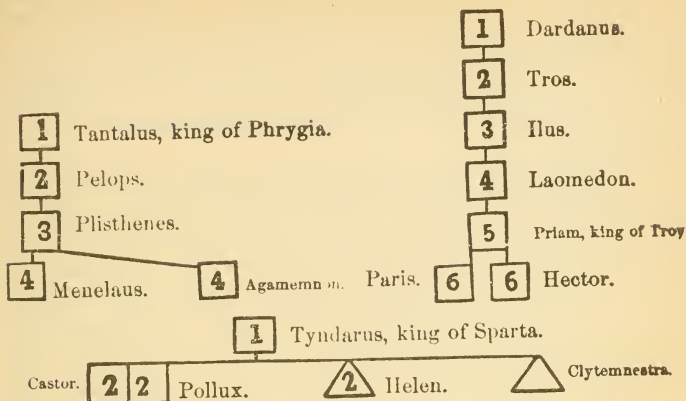 1 Dardanus.
2 Tros.
3 Ilus.
4 Laomedon.
5 Priam, king of Troy
6 Paris.
6 Hector.
1 Tantalus, king of Phrygia.
2 Pelops.
3 Plisthenes.
4 Menelaus.
4 Agamemn n.
1 Tyndarus, king of Sparta.
Castor. 2 2 Pollux.
2 Helen.
Clytemnestra.